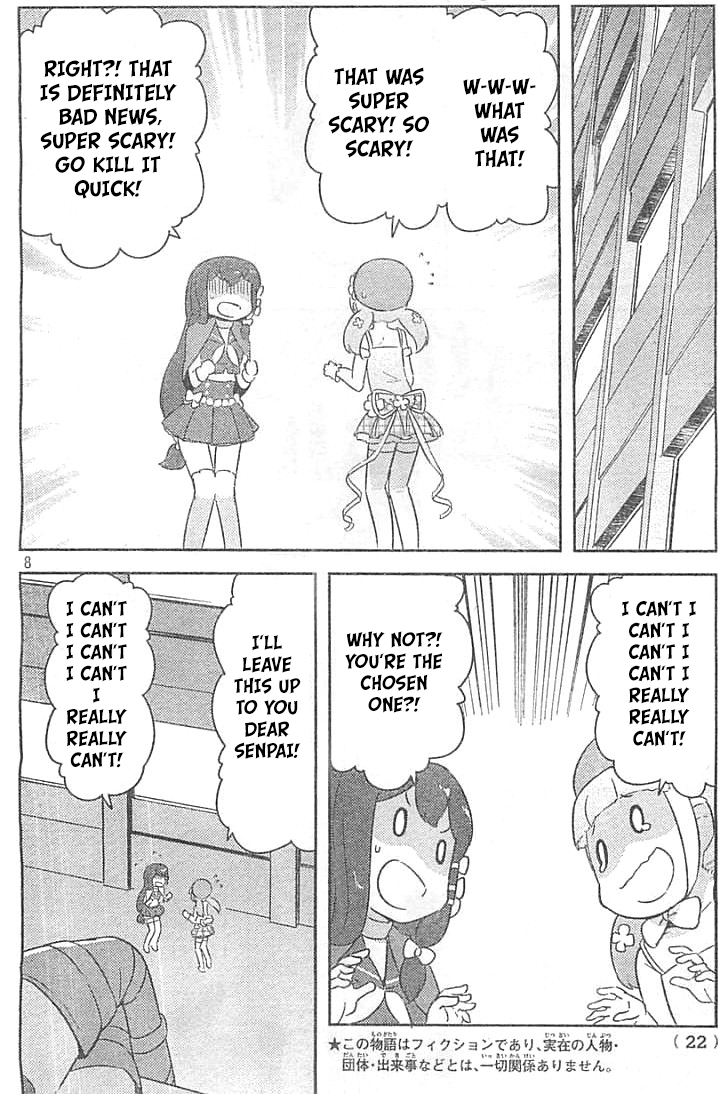 W-W-W-
WHAT
WAS
THAT!
THAT WAS
SUPER
SCARY! SO
SCARY!
RIGHT?! THAT
IS DEFINITELY
BAD NEWS,
SUPER SCARY!
GO KILL IT
QUICK!
8
I CAN'T I
CAN'T I
CAN'T I
CAN'T I
REALLY
REALLY
CAN'T!
WHY NOT?!
YOU'RE THE
CHOSEN
ONE?!
I'LL
LEAVE
THIS UP
TO YOU
DEAR
SENPAI!
I CAN'T
I CAN'T
I CAN'T
I CAN'T
I
REALLY
REALLY
CAN'T!
★この物語はフィクションであり、実在の人物・
団体・出来事などとは、一切関係ありません。
(22)